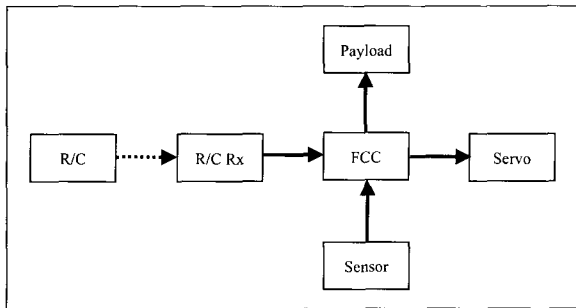 Payload
R/C
R/C Rx
FCC
Servo
Sensor